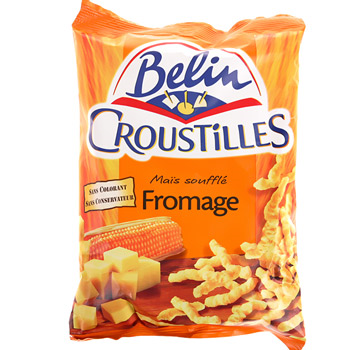 Belin
CROUSTiLLES
Maïs soufflé
Fromage
SANS COLORANT
SANS CONSERVATEUR